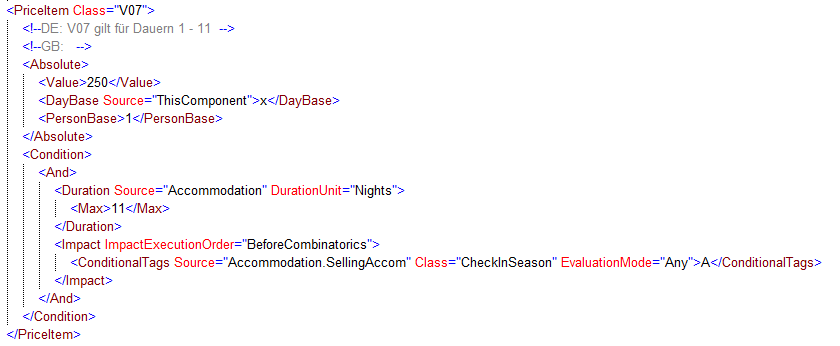 <PriceItem Class="V07">
<!--DE: V07 gilt für Dauern 1 - 11  -->
<!--GB:   -->
<Absolute>
<Value>250</Value>
<DayBase Source="ThisComponent">x</DayBase>
<PersonBase>1</PersonBase>
</Absolute>
<Condition>
<And>
<Duration Source="Accommodation" DurationUnit="Nights">
<Max>11</Max>
</Duration>
<Impact ImpactExecutionOrder="BeforeCombinatorics">
<ConditionalTags Source="Accommodation.SellingAccom" Class="CheckInSeason" EvaluationMode="Any">A</ConditionalTags>
</Impact>
</And>
</Condition>
</PriceItem>